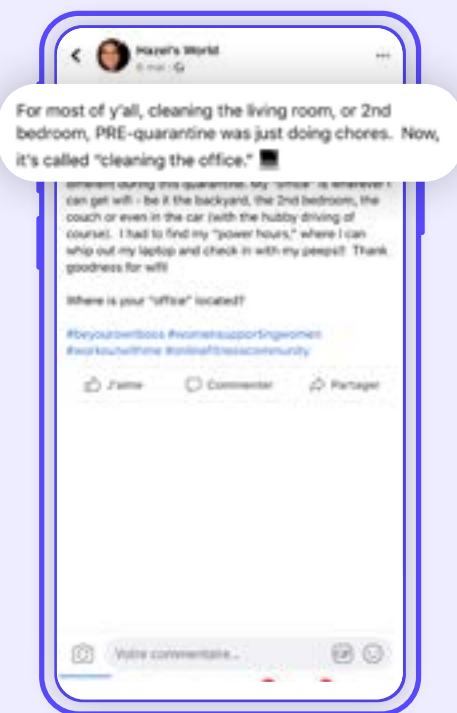 Hazel's World
6 mai
For most of y'all, cleaning the living room, or 2nd
bedroom, PRE-quarantine was just doing chores. Now,
it's called "cleaning the office."
different during this quarantine. My "office" is wherever I
can get wifi - be it the backyard, the 2nd bedroom, the
couch or even in the car (with the hubby driving of
course). I had to find my "power hours," where I can
whip out my laptop and check in with my peeps!! Thank
goodness for wifi!
Where is your "office" located?
#beyourownboss #womensupportingwomen
#workoutwithme #onlinefitnesscommunity
J'aime
Commenter
Partager
Votre commentaire...
GIF